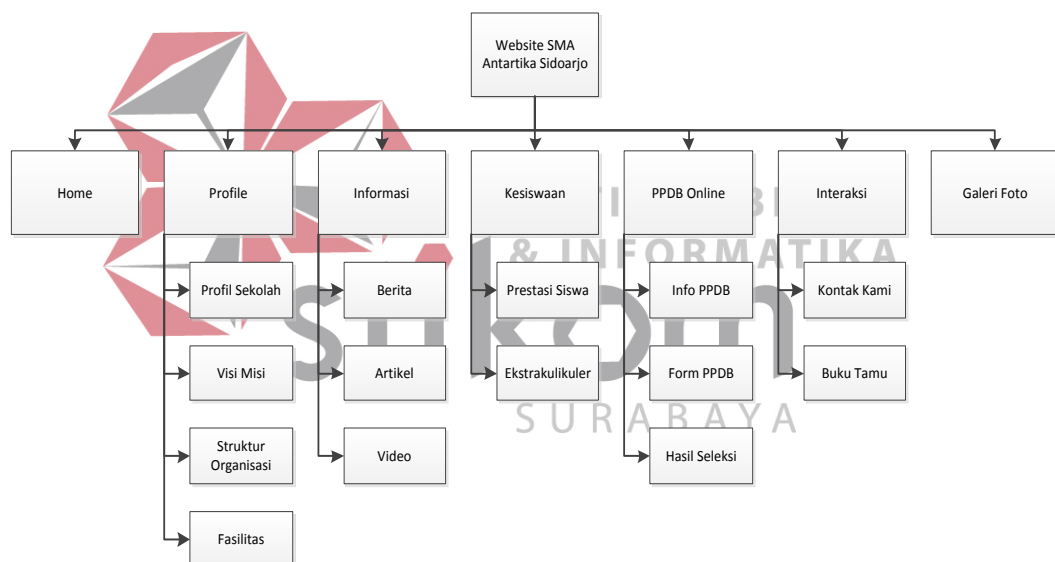 Website SMA
Antartika Sidoarjo
Home
Profile
Informasi
Kesiswaan
PPDB Online
Interaksi
Galeri Foto
Profil Sekolah
Visi Misi
Struktur
Organisasi
Fasilitas
Berita
Artikel
Video
Prestasi Siswa
Ekstrakulikuler
Info PPDB
Form PPDB
Hasil Seleksi
Kontak Kami
Buku Tamu
& INFORMATIKA
stikom
SURABAYA